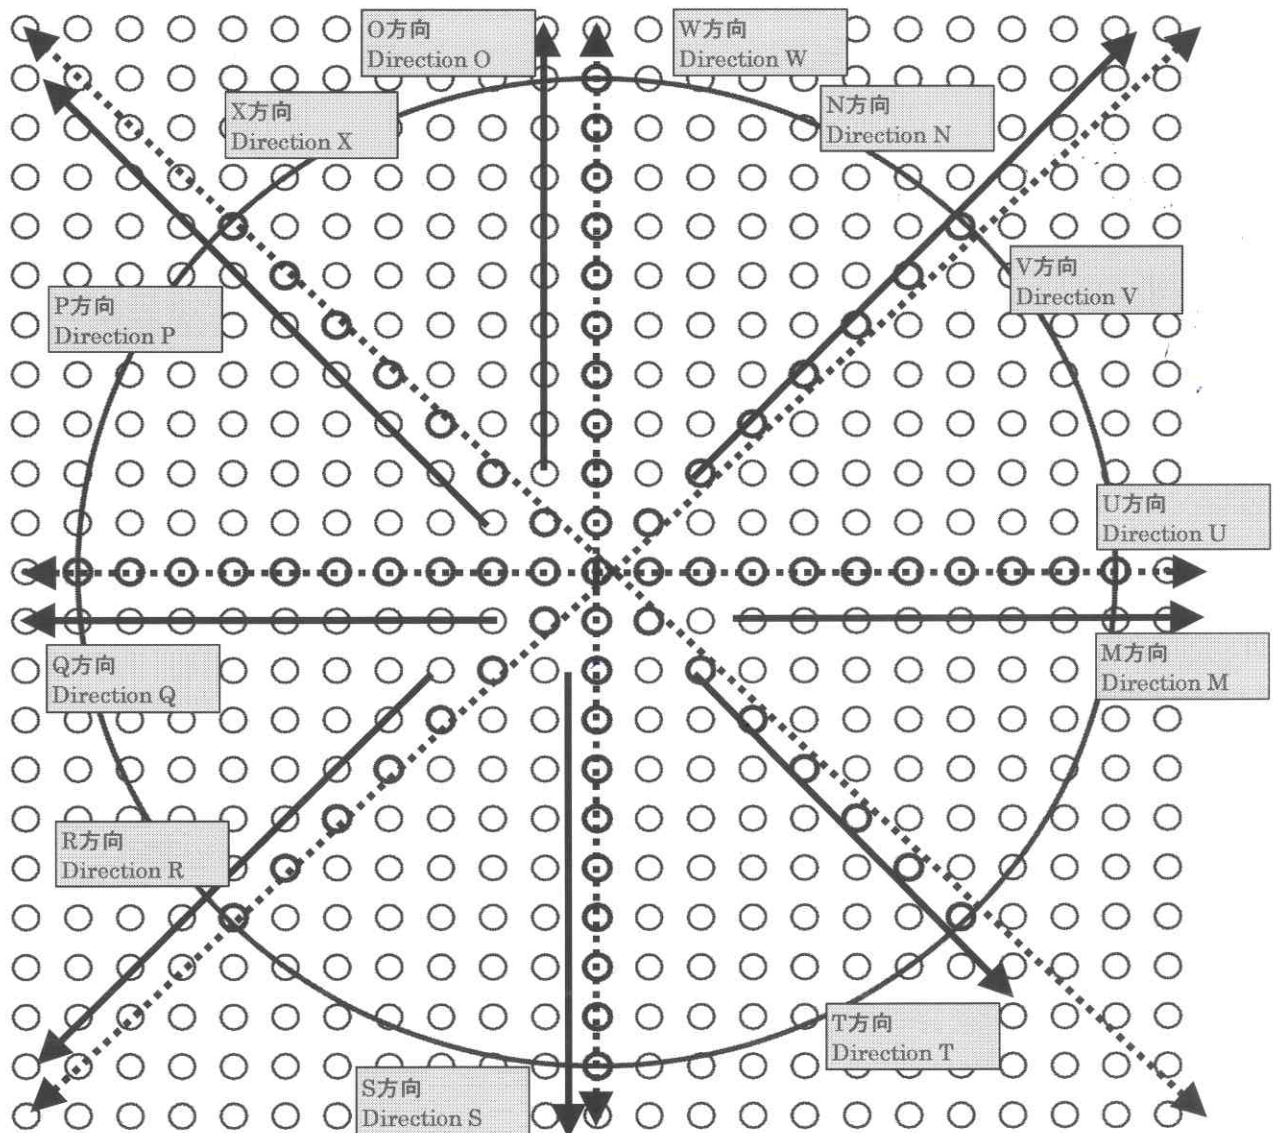 O方向
Direction O
W方向
Direction W
X方向
Direction X
N方向
Direction N
V方向
Direction V
P方向
Direction P
U方向
Direction U
Q方向
Direction Q
M方向
Direction M
R方向
Direction R
T方向
Direction T
S方向
Direction S